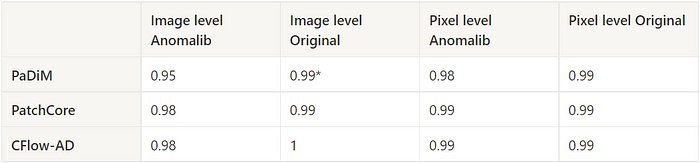 Image level Anomalib Image level Original Pixel level Anomalib Pixel level Original
PaDiM 0.95 0.99* 0.98 0.99
PatchCore 0.98 0.99 0.99 0.99
CFlow-AD 0.98 1 0.99 0.99